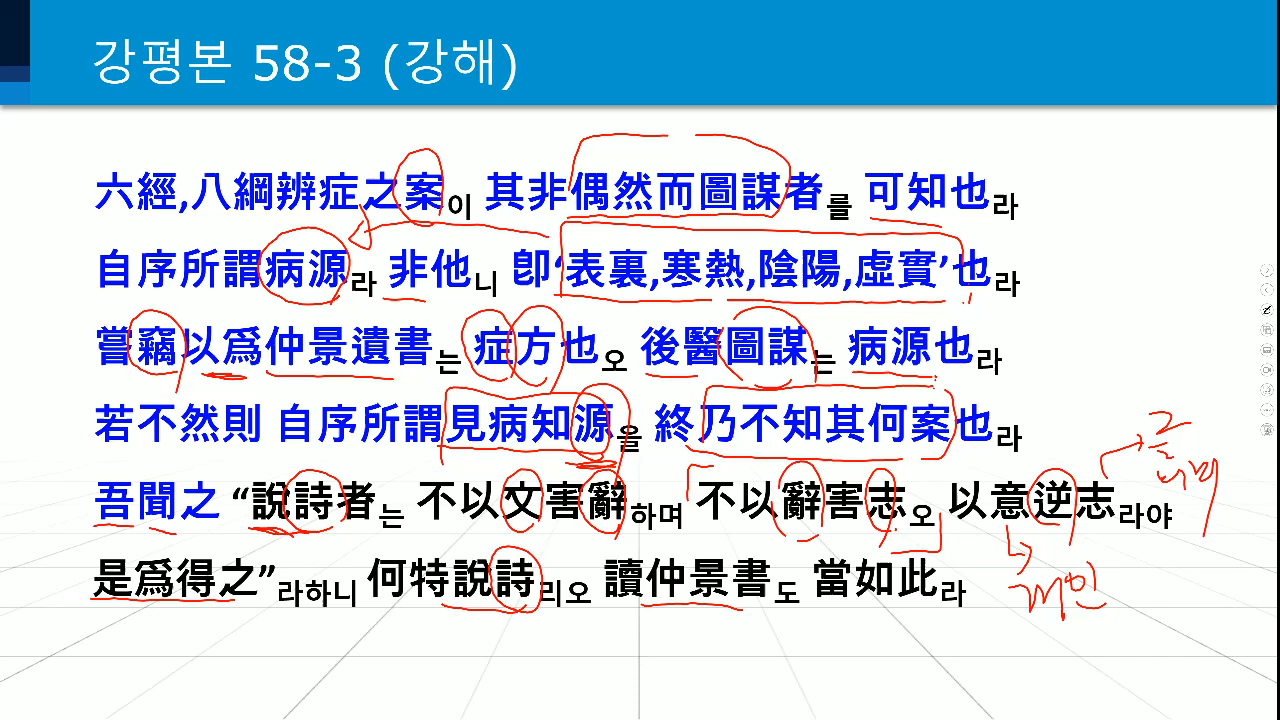 강평본 58-3 (강해)
六經,八綱辨症之案이 其非偶然而圖謀者를 可知也라
自序所謂病源라 非他니 卽‘表裏,寒熱,陰陽,虛實’也라
嘗竊以爲仲景遺書는 症方也오 後醫圖謀는 病源也라
若不然則 自序所謂見病知源을 終乃不知其何案也라
吾聞之 “說詩者는 不以文害辭하며 不以辭害志오 以意逆志라야
是爲得之”라하니 何特說詩리오 讀仲景書도 當如此라